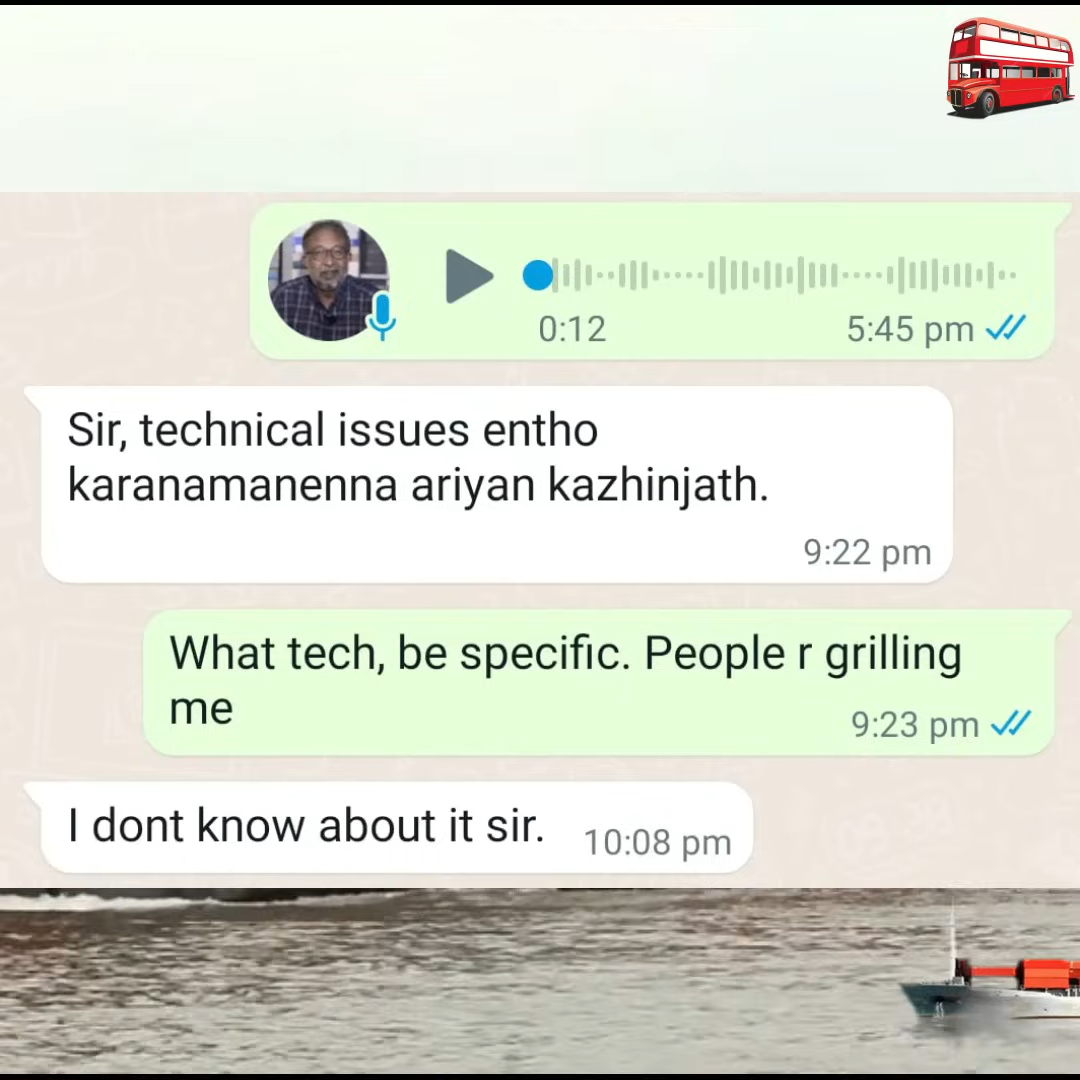 0:12
5:45 pm
Sir, technical issues entho
karanamanenna ariyan kazhinjath.
9:22 pm
What tech, be specific. People r grilling
me
9:23 pm
I dont know about it sir.
10:08 pm